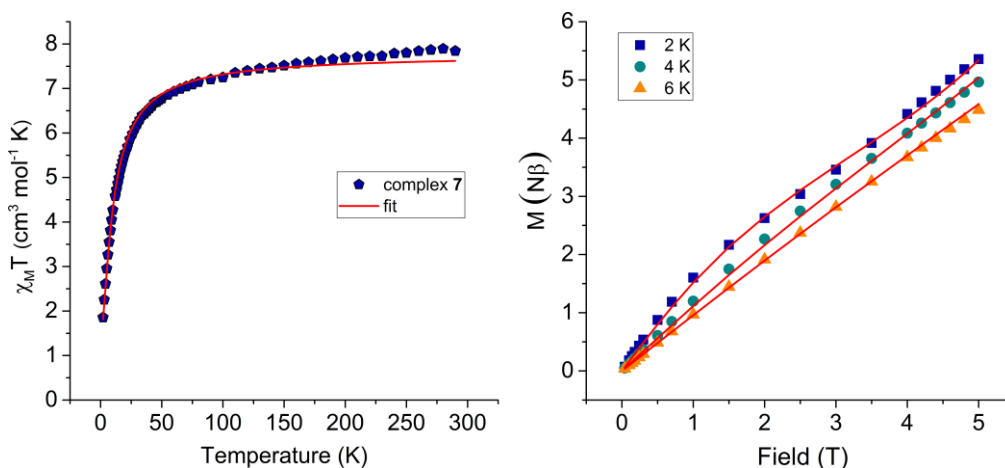 9
8
7
6
5
4
3
2
1
0
χMT (cm³ mol⁻¹ K)
complex 7
fit
0 50 100 150 200 250 300
Temperature (K)
2 K
4 K
6 K
6
5
4
3
2
1
0
M (Nβ)
0 1 2 3 4 5
Field (T)